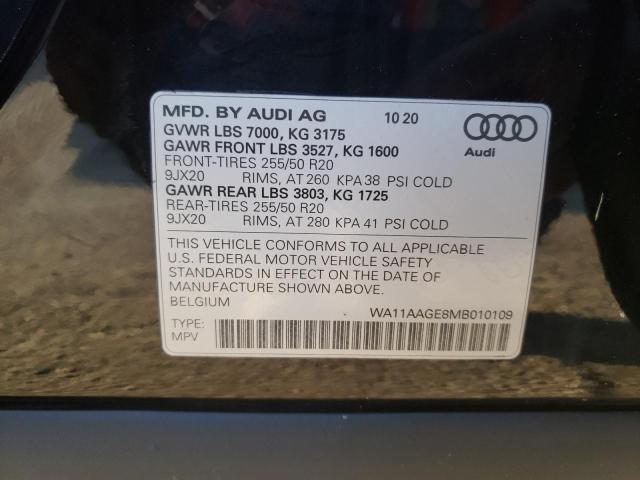 MFD. BY AUDI AG 10 20
GVWR LBS 7000, KG 3175
GAWR FRONT LBS 3527, KG 1600
FRONT-TIRES 255/50 R20
9JX20 RIMS, AT 260 KPA 38 PSI COLD
GAWR REAR LBS 3803, KG 1725
REAR-TIRES 255/50 R20
9JX20 RIMS, AT 280 KPA 41 PSI COLD
Audi
THIS VEHICLE CONFORMS TO ALL APPLICABLE
U.S. FEDERAL MOTOR VEHICLE SAFETY
STANDARDS IN EFFECT ON THE DATE OF
MANUFACTURE SHOWN ABOVE.
BELGIUM WA11AAGE8MB010109
TYPE:
MPV